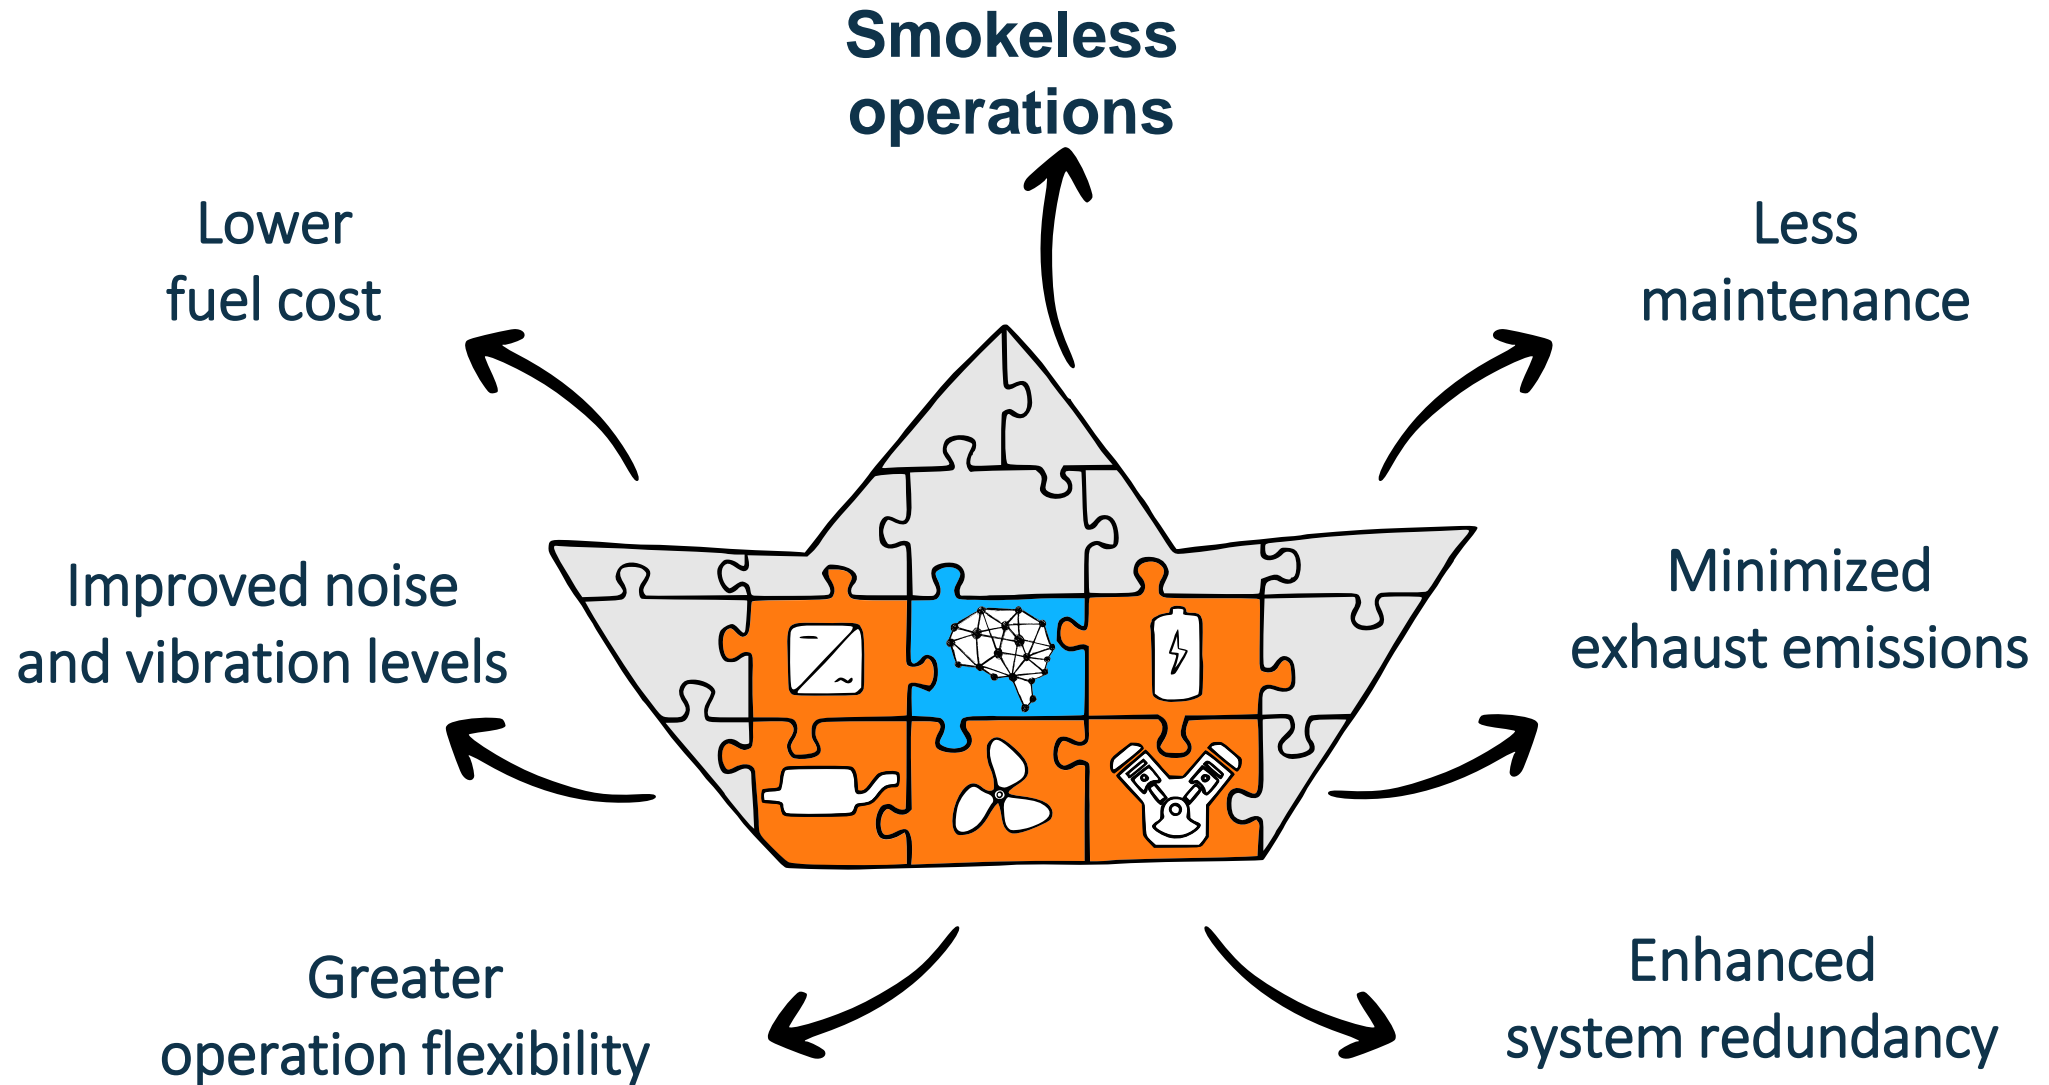 Smokeless
operations
Lower
fuel cost
Less
maintenance
Improved noise
and vibration levels
Minimized
exhaust emissions
Greater
operation flexibility
Enhanced
system redundancy